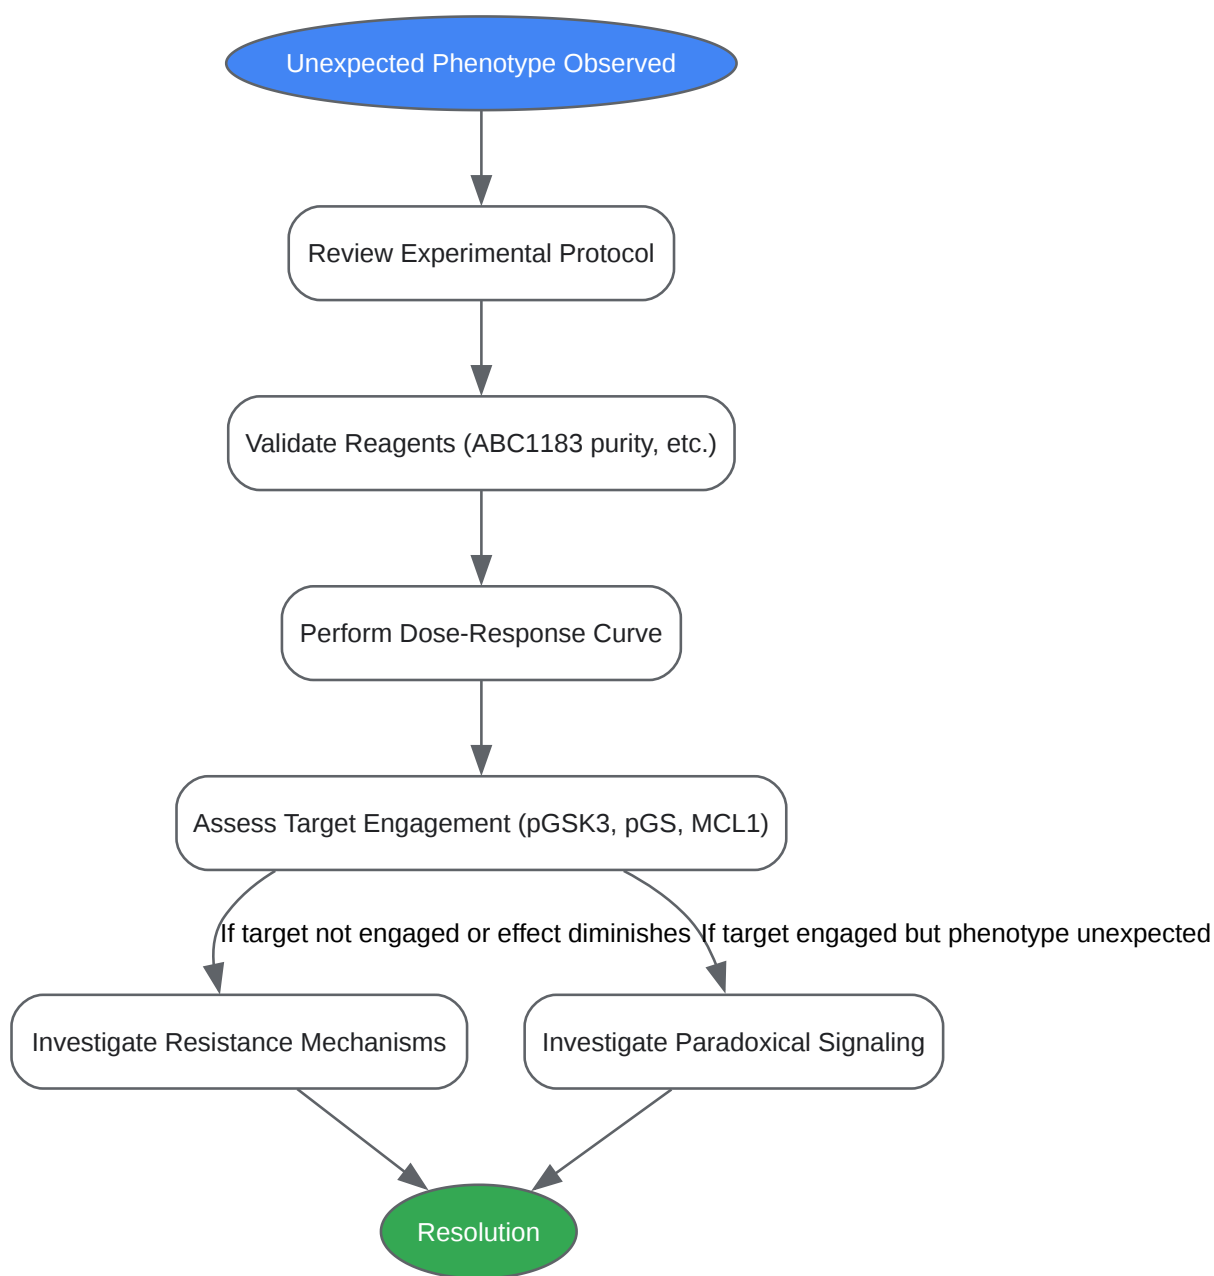 Unexpected Phenotype Observed
Review Experimental Protocol
Validate Reagents (ABC1183 purity, etc.)
Perform Dose-Response Curve
Assess Target Engagement (pGSK3, pGS, MCL1)
If target not engaged or effect diminishes
If target engaged but phenotype unexpected
Investigate Resistance Mechanisms
Investigate Paradoxical Signaling
Resolution